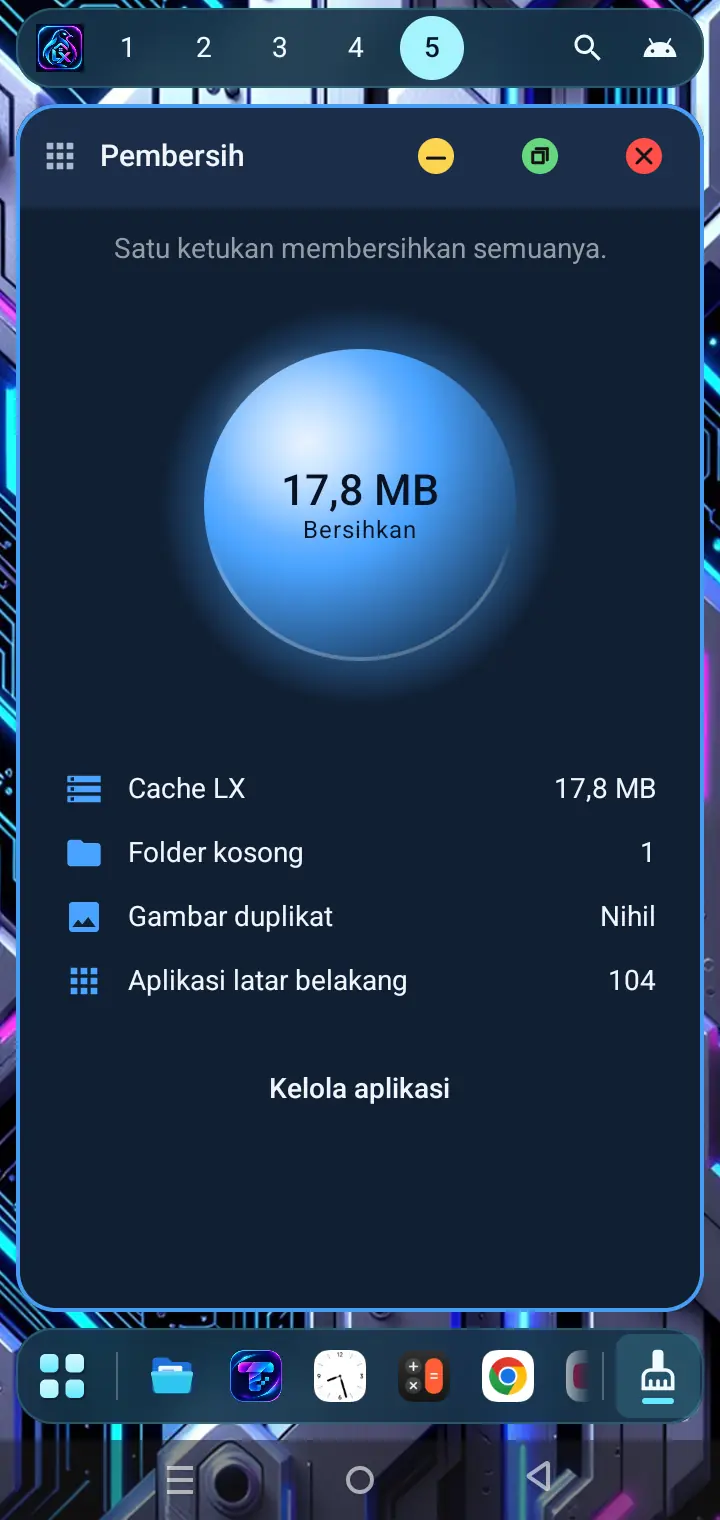 1 2 3 4 5
Pembersih
Satu ketukan membersihkan semuanya.
17,8 MB
Bersihkan
Cache LX 17,8 MB
Folder kosong 1
Gambar duplikat Nihil
Aplikasi latar belakang 104
Kelola aplikasi